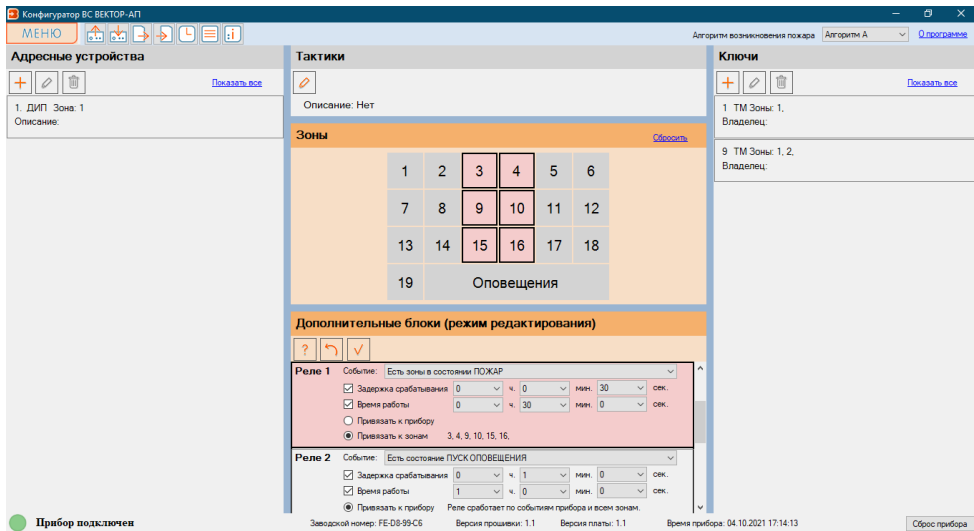 Конфигуратор ВС ВЕКТОР-АП
МЕНЮ
Алгоритм возникновения пожара Алгоритм А О программе
Адресные устройства
Показать все
1. ДИП Зона: 1
Описание:
Тактики
Описание: Нет
Зоны Сбросить
1 2 3 4 5 6
7 8 9 10 11 12
13 14 15 16 17 18
19 Оповещения
Дополнительные блоки (режим редактирования)
?
Реле 1 Событие: Есть зоны в состоянии ПОЖАР
Задержка срабатывания 0 ч. 0 мин. 30 сек.
Время работы 0 ч. 30 мин. 0 сек.
Привязать к прибору
Привязать к зонам 3, 4, 9, 10, 15, 16,
Реле 2 Событие: Есть состояние ПУСК ОПОВЕЩЕНИЯ
Задержка срабатывания 0 ч. 1 мин. 0 сек.
Время работы 1 ч. 0 мин. 0 сек.
Привязать к прибору Реле сработает по событиям прибора и всем зонам.
Ключи
Показать все
1 ТМ Зоны: 1,
Владелец:
9 ТМ Зоны: 1, 2,
Владелец:
Прибор подключен Заводской номер: FE-D8-99-C6 Версия прошивки: 1.1 Версия платы: 1.1 Время прибора: 04.10.2021 17:14:13 Сброс прибора